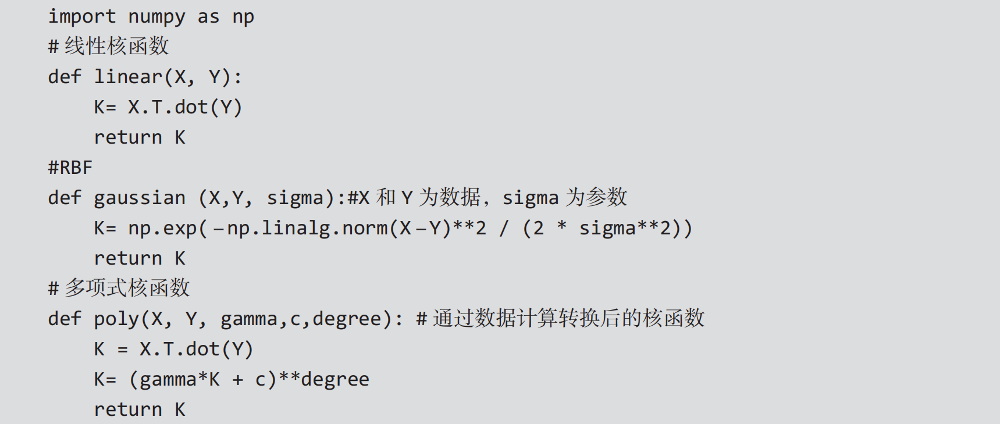 import numpy as np
# 线性核函数
def linear(X, Y):
    K= X.T.dot(Y)
    return K
#RBF
def gaussian (X,Y, sigma):#X 和 Y 为数据，sigma 为参数
    K= np.exp( –np.linalg.norm(X –Y)**2 / (2 * sigma**2))
    return K
# 多项式核函数
def poly(X, Y, gamma,c,degree): # 通过数据计算转换后的核函数
    K = X.T.dot(Y)
    K= (gamma*K + c)**degree
    return K